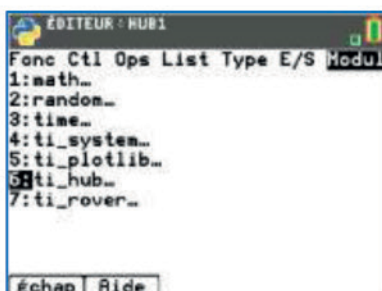 ÉDITEUR : HUB1
Fonc Ctl Ops List Type E/S Modul
1:math…
2:random…
3:time…
4:ti_system…
5:ti_plotlib…
6:ti_hub…
7:ti_rover…
Échap Aide